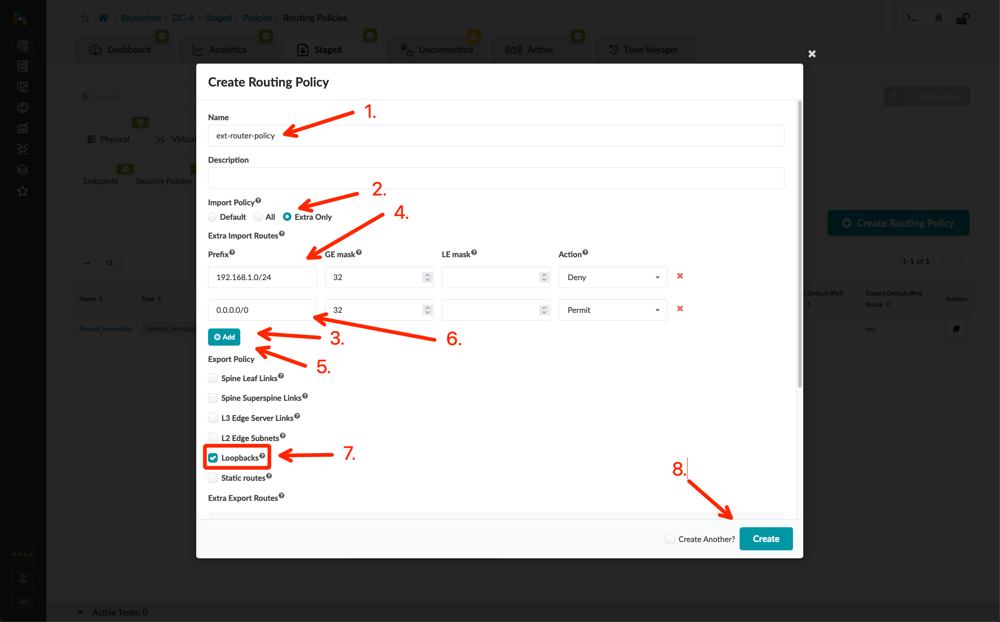 Blueprints DC-A Staged Policies Routing Policies
Dashboard Analytics Staged Uncommitted Active Time Voyager
Create Routing Policy
Search...
Find by tags
Name
1.
ext-router-policy
Physical Virtual
Description
Endpoints Security Policies
2.
Import Policy
4.
Default All Extra Only
Create Routing Policy
Extra Import Routes
Prefix GE mask LE mask Action
1-1 of 1
192.168.1.0/24 32 Deny
Name Type t Default IPv4 Expect Default IPv6 Route Actions
0.0.0.0/0 32 Permit
Default_immutable default_immutab yes
Add
3.
6.
Export Policy
5.
Spine Leaf Links
Spine Superspine Links
L3 Edge Server Links
L2 Edge Subnets
Loopbacks
7.
8.
Static routes
Extra Export Routes
Create Another? Create
Active Tasks: 0